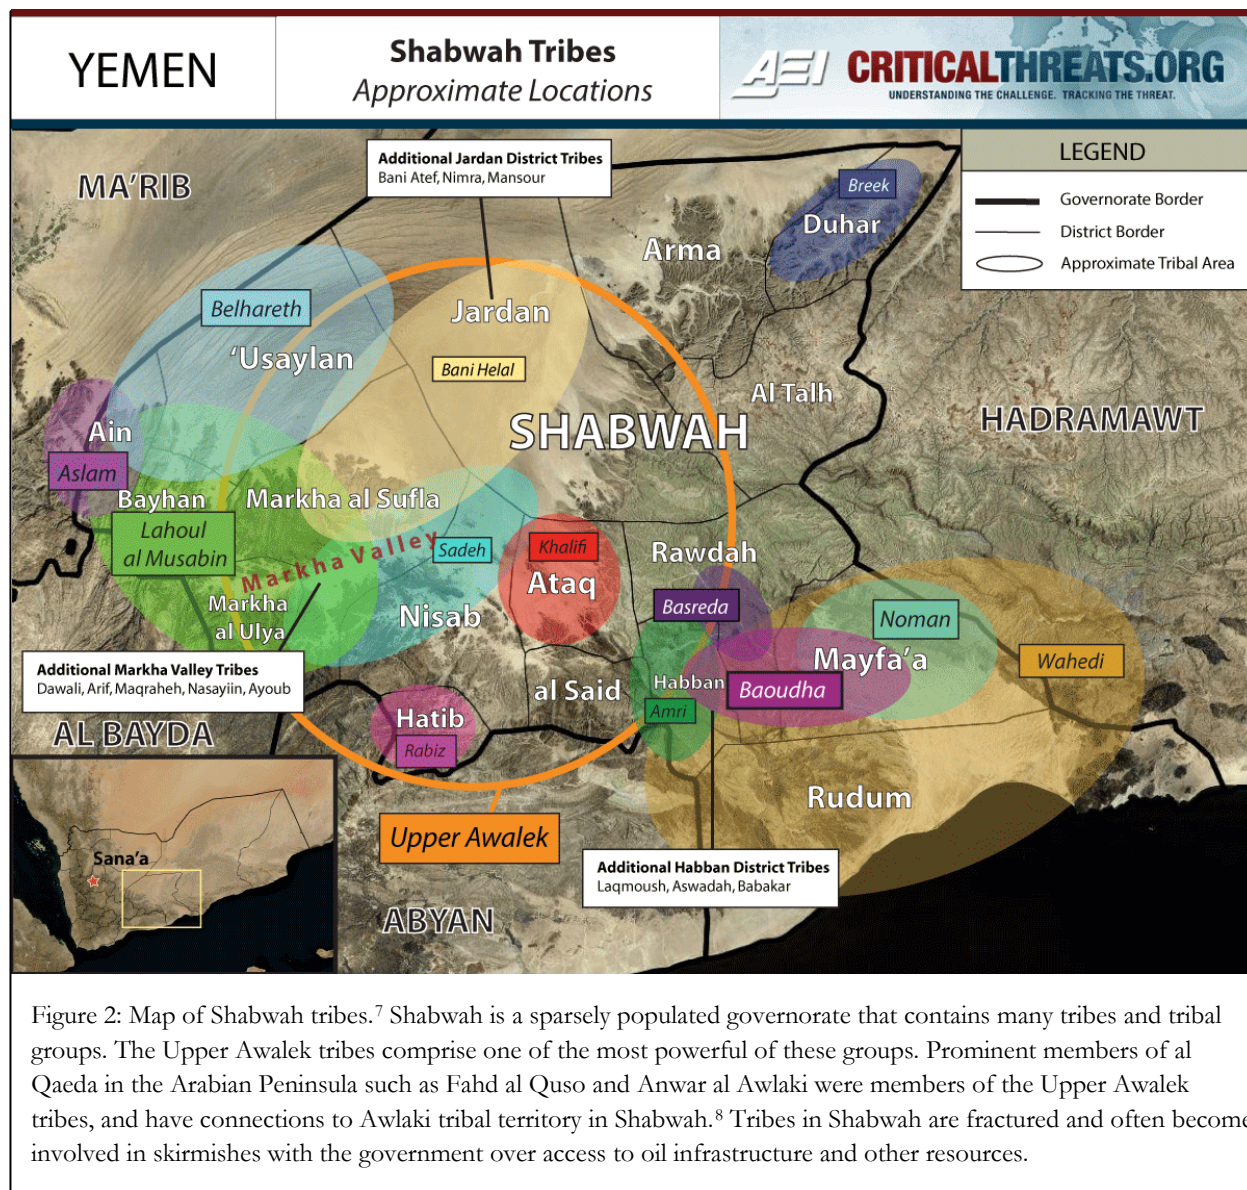 YEMEN
Shabwah Tribes
Approximate Locations
AEI CRITICALTHREATS.ORG
UNDERSTANDING THE CHALLENGE. TRACKING THE THREAT.
LEGEND
Governorate Border
District Border
Approximate Tribal Area
Additional Jardan District Tribes
Bani Atef, Nimra, Mansour
MA'RIB
Breek
Duhar
Arma
Belhareth
Jardan
'Usaylan
Bani Helal
Al Talh
SHABWAH
HADRAMAWT
Ain
Aslam
Bayhan
Markha al Sufla
Lahoul
al Musabin
Markha Valley
Sadeh
Khalifi
Ataq
Rawdah
Markha
al Ulya
Nisab
Basreda
Noman
Mayfa'a
Wahedi
Additional Markha Valley Tribes
Dawali, Arif, Maqraheh, Nasayiin, Ayoub
al Said
Habban
Baoudha
Amri
AL BAYDA
Hatib
Rabiz
Rudum
Upper Awalek
Sana'a
Additional Habban District Tribes
Laqmoush, Aswadah, Babakar
ABYAN
Figure 2: Map of Shabwah tribes.7 Shabwah is a sparsely populated governorate that contains many tribes and tribal
groups. The Upper Awalek tribes comprise one of the most powerful of these groups. Prominent members of al
Qaeda in the Arabian Peninsula such as Fahd al Quso and Anwar al Awlaki were members of the Upper Awalek
tribes, and have connections to Awlaki tribal territory in Shabwah.8 Tribes in Shabwah are fractured and often become
involved in skirmishes with the government over access to oil infrastructure and other resources.